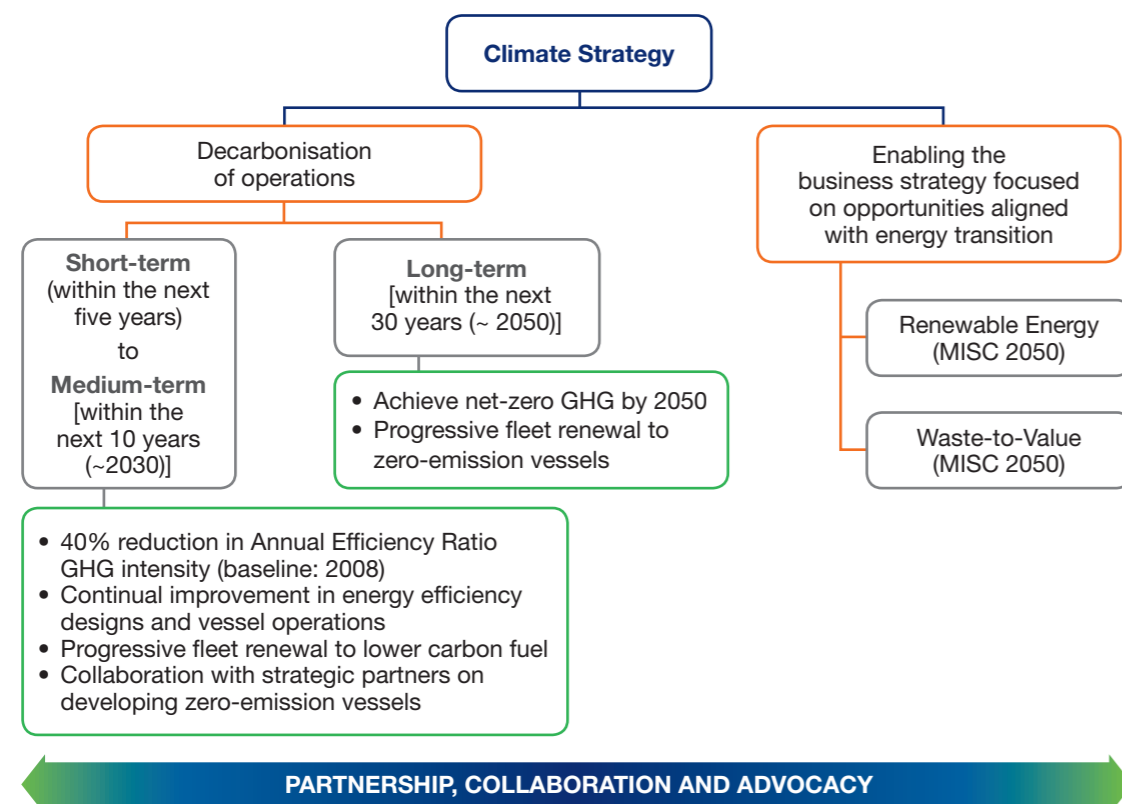 Climate Strategy
Decarbonisation
of operations
Short-term
(within the next
five years)
to
Medium-term
[within the
next 10 years
(~2030)]
Long-term
[within the next
30 years (~ 2050)]
• Achieve net-zero GHG by 2050
• Progressive fleet renewal to
zero-emission vessels
• 40% reduction in Annual Efficiency Ratio
GHG intensity (baseline: 2008)
• Continual improvement in energy efficiency
designs and vessel operations
• Progressive fleet renewal to lower carbon fuel
• Collaboration with strategic partners on
developing zero-emission vessels
Enabling the
business strategy focused
on opportunities aligned
with energy transition
Renewable Energy
(MISC 2050)
Waste-to-Value
(MISC 2050)
PARTNERSHIP, COLLABORATION AND ADVOCACY